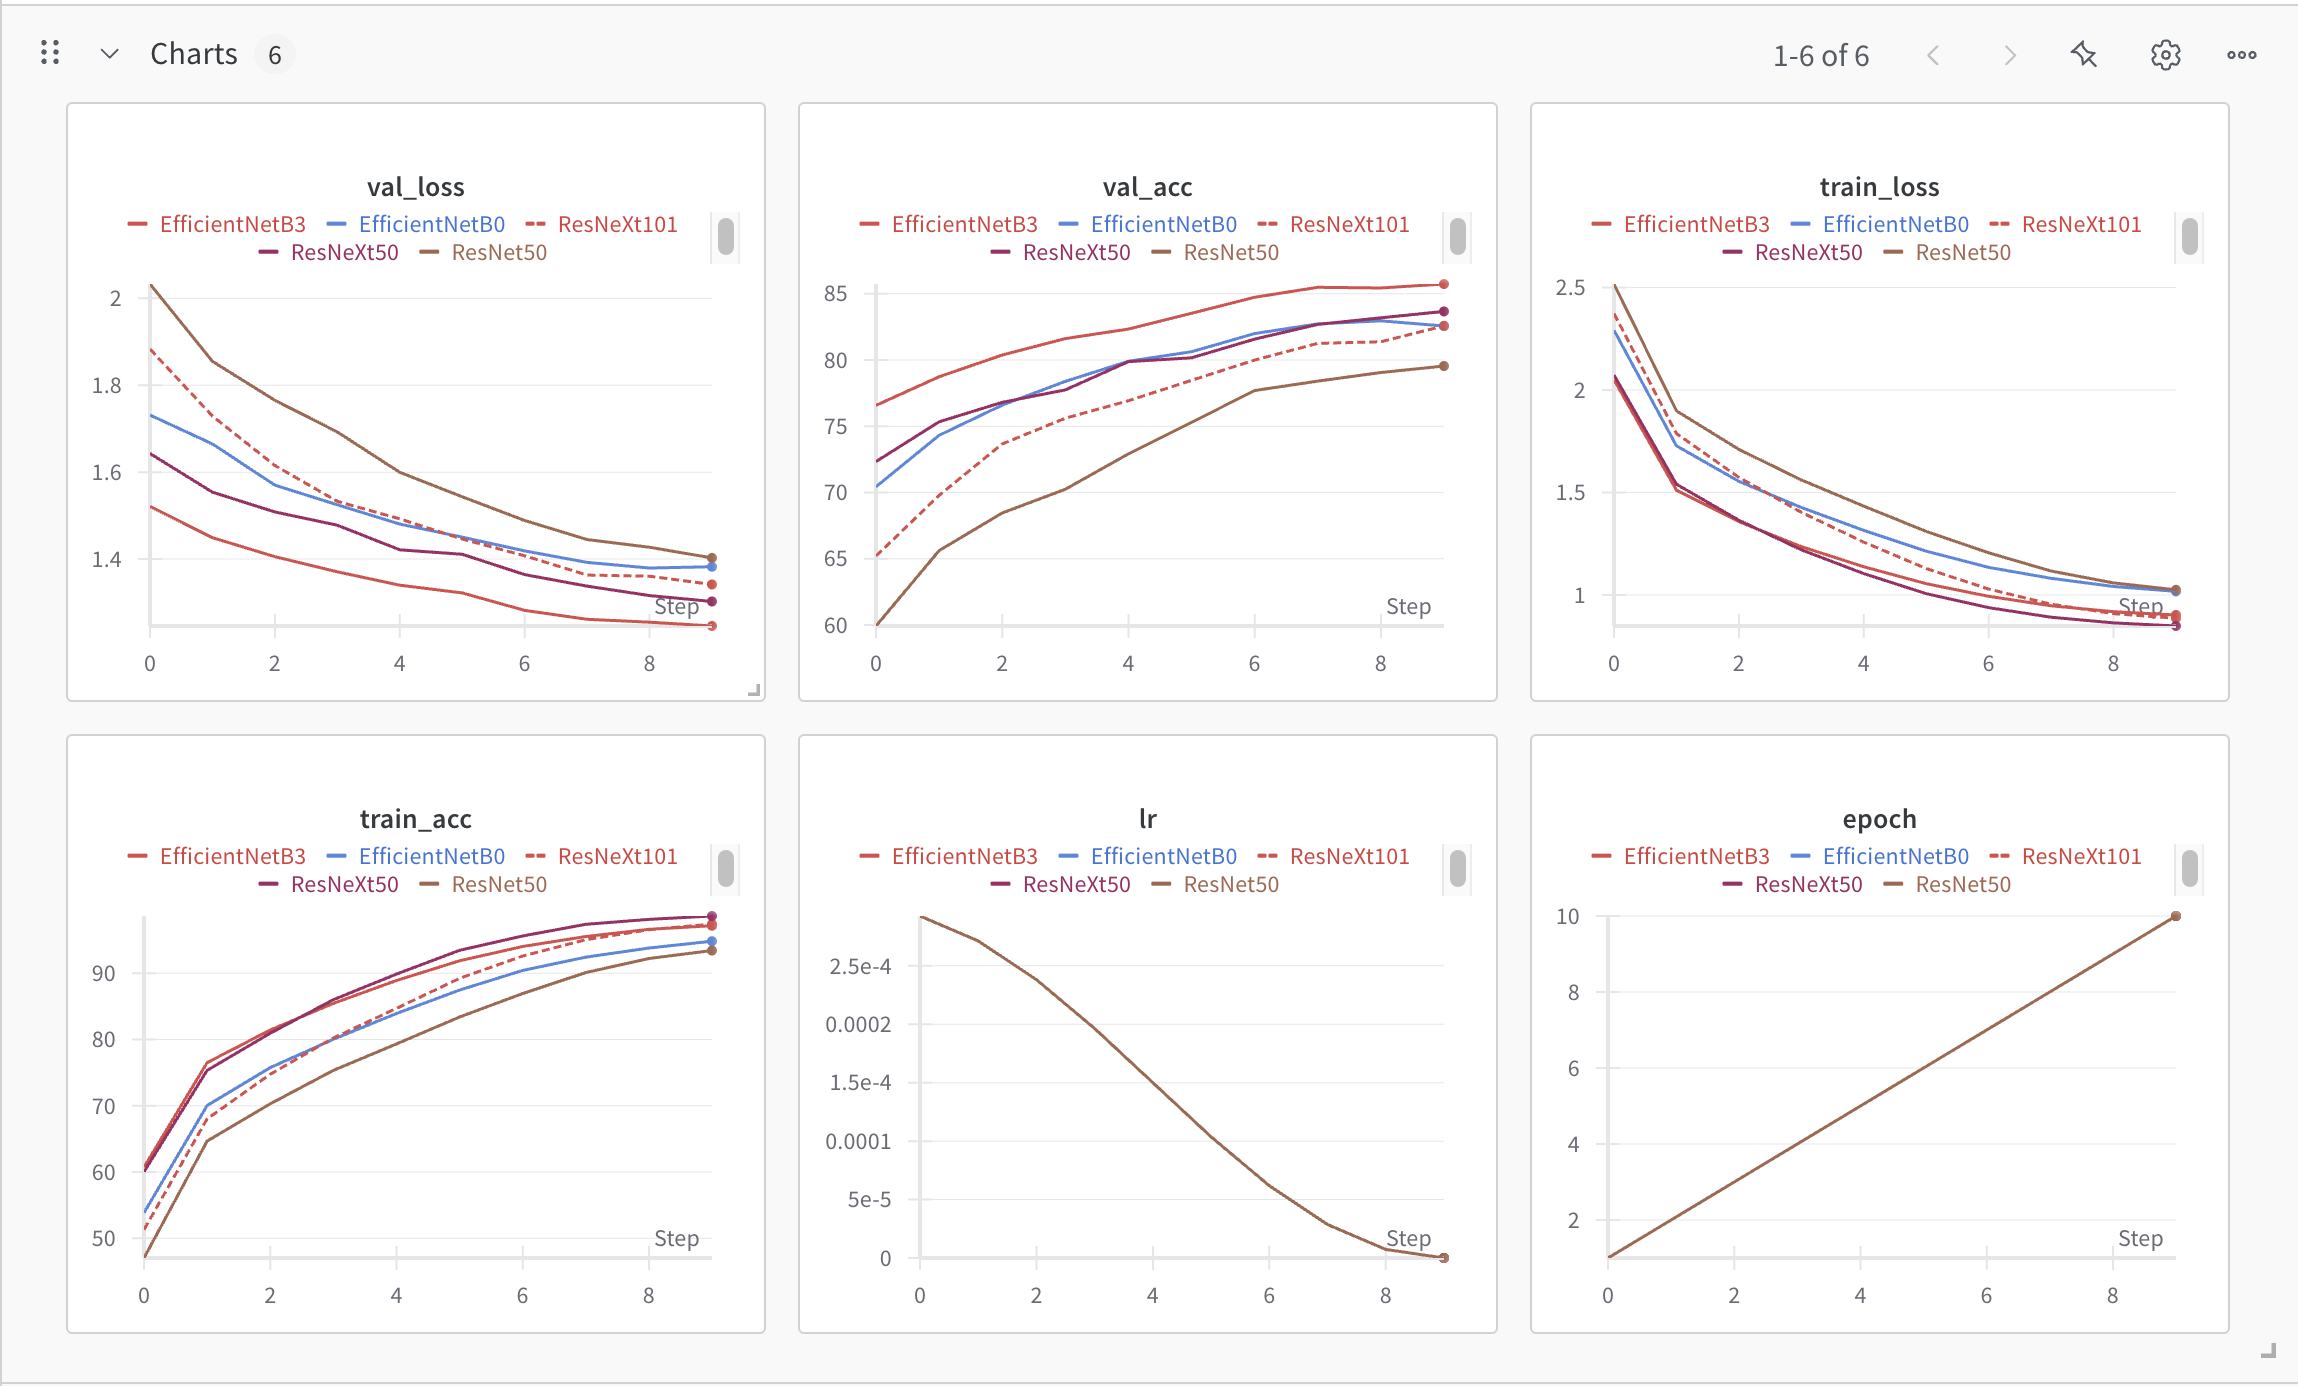 Charts 6 1-6 of 6
val_loss
EfficientNetB3 EfficientNetB0 ResNeXt101
ResNeXt50 ResNet50
2
1.8
1.6
1.4
Step
0 2 4 6 8
val_acc
EfficientNetB3 EfficientNetB0 ResNeXt101
ResNeXt50 ResNet50
85
80
75
70
65
60
Step
0 2 4 6 8
train_loss
EfficientNetB3 EfficientNetB0 ResNeXt101
ResNeXt50 ResNet50
2.5
2
1.5
1
Step
0 2 4 6 8
train_acc
EfficientNetB3 EfficientNetB0 ResNeXt101
ResNeXt50 ResNet50
90
80
70
60
50
Step
0 2 4 6 8
lr
EfficientNetB3 EfficientNetB0 ResNeXt101
ResNeXt50 ResNet50
2.5e-4
0.0002
1.5e-4
0.0001
5e-5
0
Step
0 2 4 6 8
epoch
EfficientNetB3 EfficientNetB0 ResNeXt101
ResNeXt50 ResNet50
10
8
6
4
2
Step
0 2 4 6 8